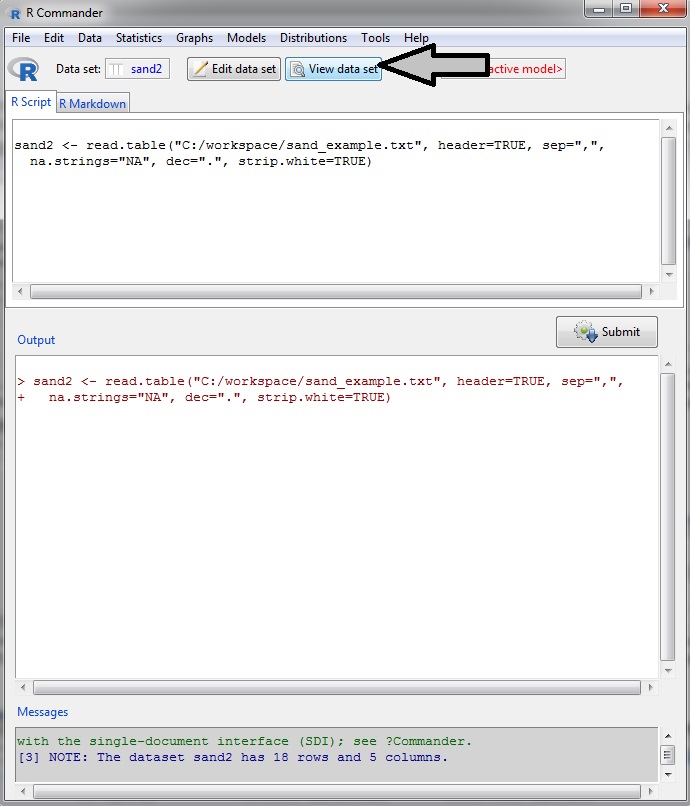 R Commander
File Edit Data Statistics Graphs Models Distributions Tools Help
R Data set: sand2 Edit data set View data set active model>
R Script R Markdown
sand2 <- read.table("C:/workspace/sand_example.txt", header=TRUE, sep=",",
na.strings="NA", dec=".", strip.white=TRUE)
Submit
Output
> sand2 <- read.table("C:/workspace/sand_example.txt", header=TRUE, sep=",",
+ na.strings="NA", dec=".", strip.white=TRUE)
Messages
with the single-document interface (SDI); see ?Commander.
[3] NOTE: The dataset sand2 has 18 rows and 5 columns.